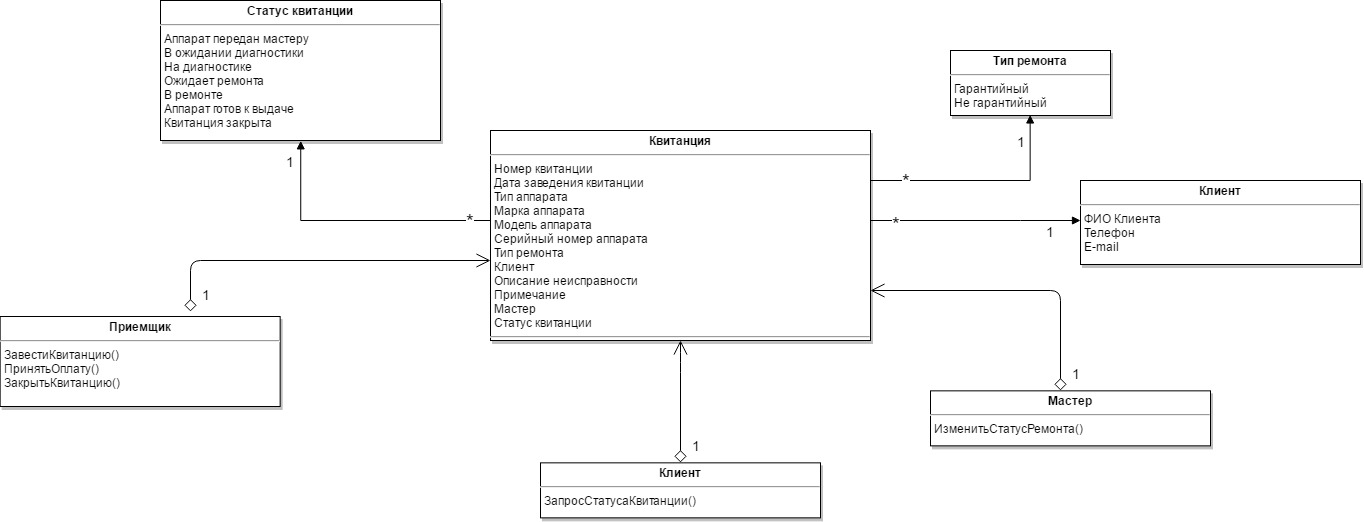 Статус квитанции
Аппарат передан мастеру
В ожидании диагностики
На диагностике
Ожидает ремонта
В ремонте
Аппарат готов к выдаче
Квитанция закрыта
1
*
Тип ремонта
Гарантийный
Не гарантийный
1
*
Квитанция
Номер квитанции
Дата заведения квитанции
Тип аппарата
Марка аппарата
Модель аппарата
Серийный номер аппарата
Тип ремонта
Клиент
Описание неисправности
Примечание
Мастер
Статус квитанции
*
1
Клиент
ФИО Клиента
Телефон
E-mail
1
Приемщик
ЗавестиКвитанцию()
ПринятьОплату()
ЗакрытьКвитанцию()
1
Мастер
ИзменитьСтатусРемонта()
1
Клиент
ЗапросСтатусаКвитанции()